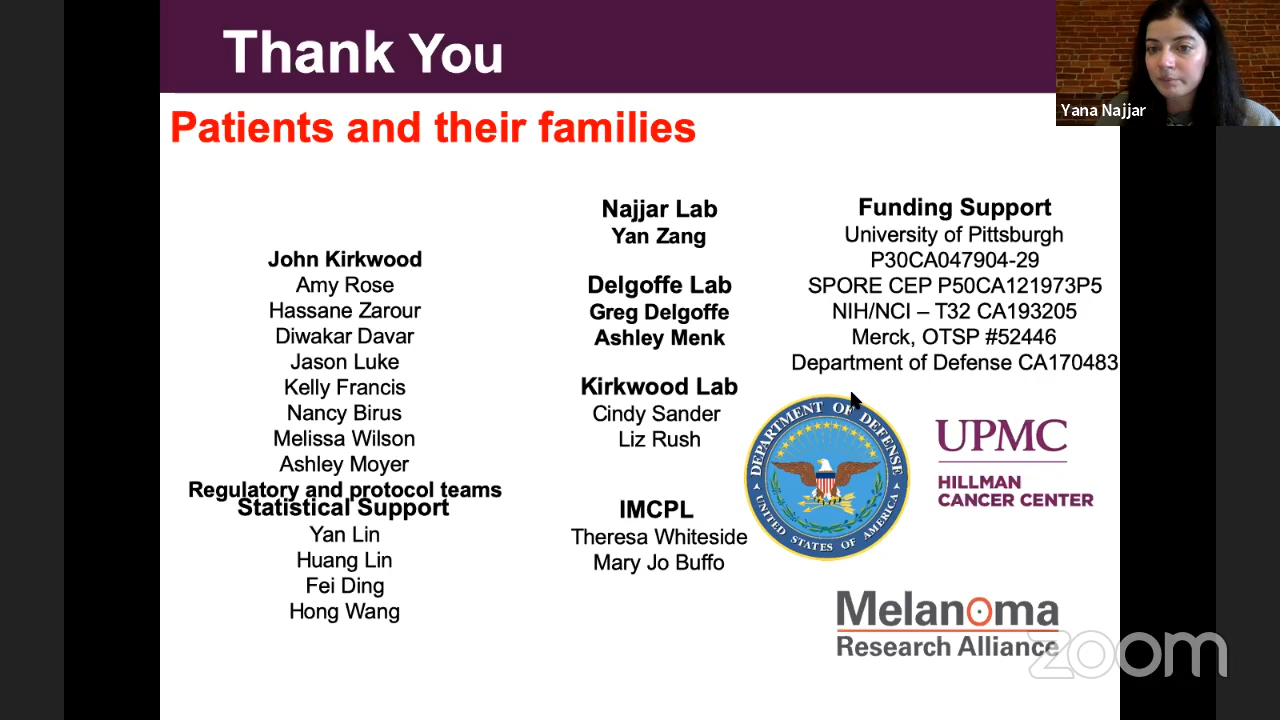 Thank You
Yana Najjar
Patients and their families
John Kirkwood
Amy Rose
Hassane Zarour
Diwakar Davar
Jason Luke
Kelly Francis
Nancy Birus
Melissa Wilson
Ashley Moyer
Regulatory and protocol teams
Statistical Support
Yan Lin
Huang Lin
Fei Ding
Hong Wang
Najjar Lab
Yan Zang
Delgoffe Lab
Greg Delgoffe
Ashley Menk
Kirkwood Lab
Cindy Sander
Liz Rush
IMCPL
Theresa Whiteside
Mary Jo Buffo
Funding Support
University of Pittsburgh
P30CA047904-29
SPORE CEP P50CA121973P5
NIH/NCI – T32 CA193205
Merck, OTSP #52446
Department of Defense CA170483
DEPARTMENT OF DEFENSE
UNITED STATES OF AMERICA
UPMC
HILLMAN
CANCER CENTER
Melanoma
Research Alliance
zoom